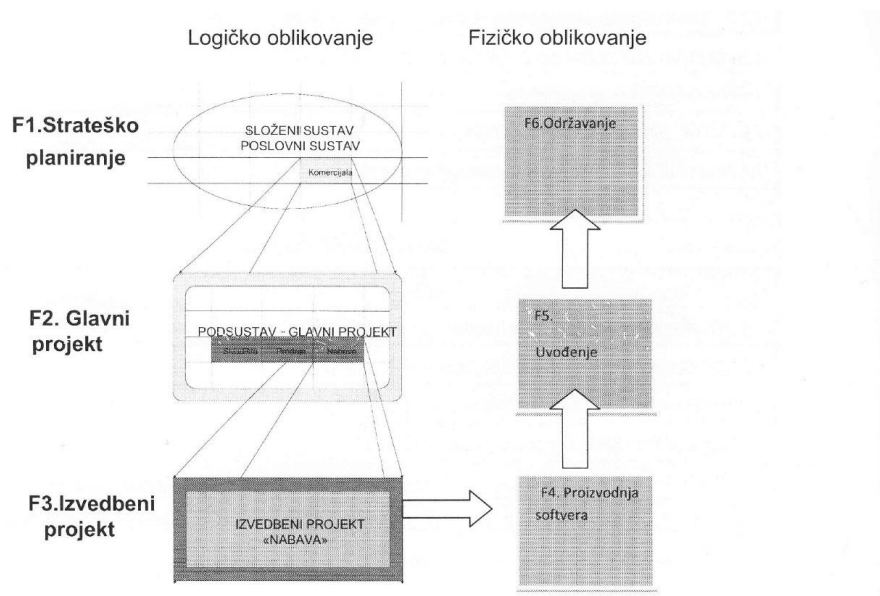 Logičko oblikovanje
Fizičko oblikovanje
F1.Strateško
planiranje
SLOŽENI SUSTAV
POSLOVNI SUSTAV
Komercijala
F6.Održavanje
F2. Glavni
projekt
PODSUSTAV - GLAVNI PROJEKT
Prodaja
Nabava
F5.
Uvođenje
F3.Izvedbeni
projekt
IZVEDBENI PROJEKT
«NABAVA»
F4. Proizvodnja
softvera